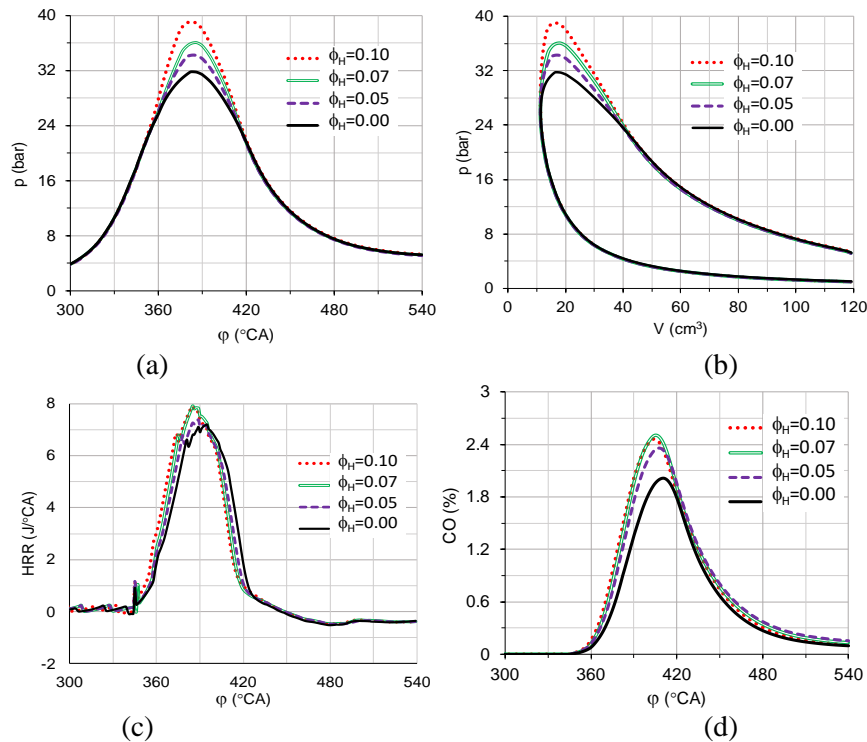 40
32
24
16
8
0
p (bar)
300 360 420 480 540
φ (°CA)
ϕH=0.10
ϕH=0.07
ϕH=0.05
ϕH=0.00
(a)
40
32
24
16
8
0
p (bar)
0 20 40 60 80 100 120
V (cm³)
ϕH=0.10
ϕH=0.07
ϕH=0.05
ϕH=0.00
(b)
8
6
4
2
0
-2
HRR (J/°CA)
300 360 420 480 540
φ (°CA)
ϕH=0.10
ϕH=0.07
ϕH=0.05
ϕH=0.00
(c)
3
2.4
1.8
1.2
0.6
0
CO (%)
300 360 420 480 540
φ (°CA)
ϕH=0.10
ϕH=0.07
ϕH=0.05
ϕH=0.00
(d)